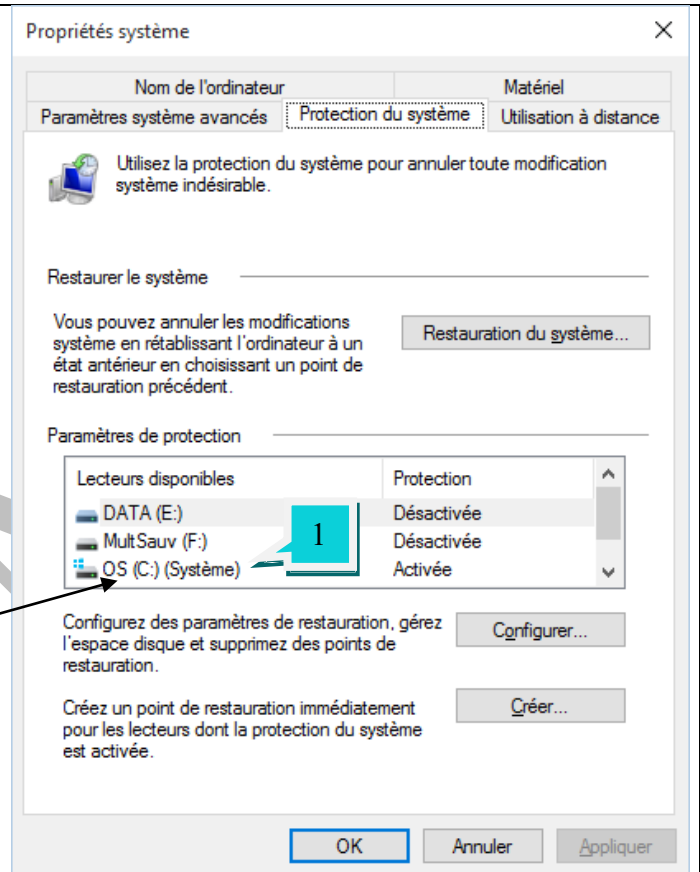 Propriétés système
Nom de l'ordinateur Matériel
Paramètres système avancés Protection du système Utilisation à distance
Utilisez la protection du système pour annuler toute modification
système indésirable.
Restaurer le système
Vous pouvez annuler les modifications
système en rétablissant l'ordinateur à un
état antérieur en choisissant un point de
restauration précédent.
Restauration du système...
Paramètres de protection
Lecteurs disponibles Protection
DATA (E:) Désactivée
MultSauv (F:) Désactivée
1
OS (C:) (Système) Activée
Configurez des paramètres de restauration, gérez
l'espace disque et supprimez des points de
restauration.
Configurer...
Créez un point de restauration immédiatement
pour les lecteurs dont la protection du système
est activée.
Créer...
OK Annuler Appliquer